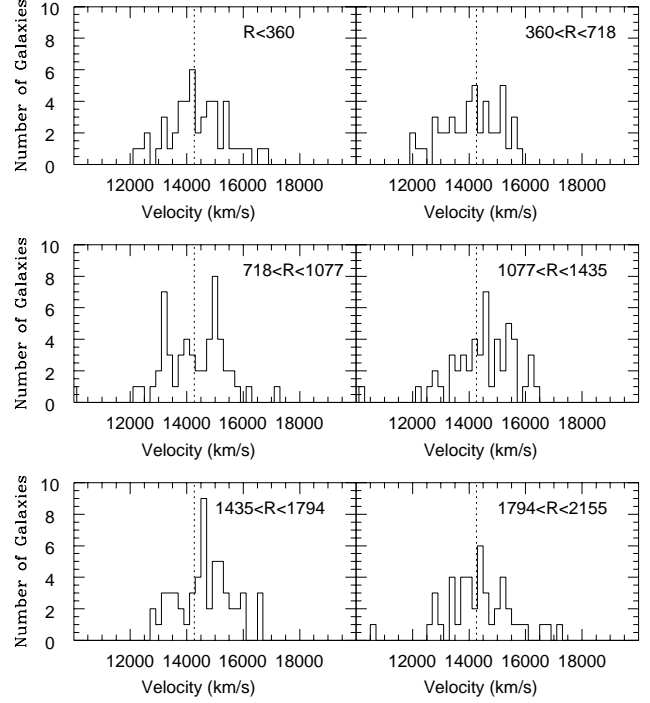 10
8
6
4
2
0
Number of Galaxies
R<360
360<R<718
12000 14000 16000 18000
12000 14000 16000 18000
Velocity (km/s)
Velocity (km/s)
10
8
6
4
2
0
Number of Galaxies
718<R<1077
1077<R<1435
12000 14000 16000 18000
12000 14000 16000 18000
Velocity (km/s)
Velocity (km/s)
10
8
6
4
2
0
Number of Galaxies
1435<R<1794
1794<R<2155
12000 14000 16000 18000
12000 14000 16000 18000
Velocity (km/s)
Velocity (km/s)